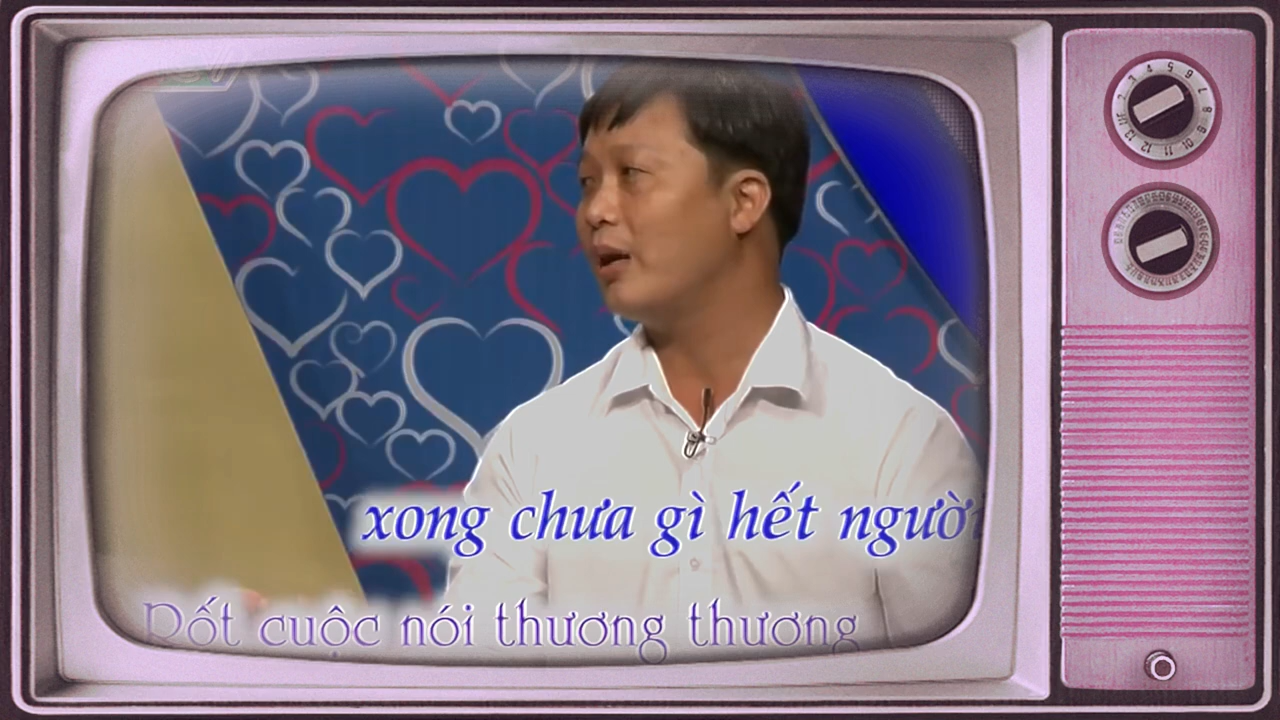 xong chưa gì hết người
Rốt cuộc nói thương thương